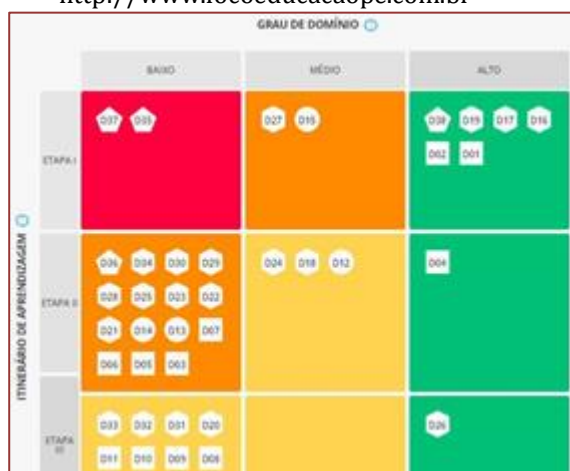 http://www.focoeducacaope.com.br
GRAU DE DOMÍNIO
BAIXO MÉDIO ALTO
ITINERÁRIO DE APRENDIZAGEM
ETAPA I
D37 D35
D27 D15
D38 D19 D17 D16
D02 D01
ETAPA II
D36 D34 D30 D29
D28 D25 D23 D22
D21 D14 D13 D07
D06 D05 D03
D24 D18 D12
D04
ETAPA III
D33 D32 D31 D20
D11 D10 D09 D08
D26